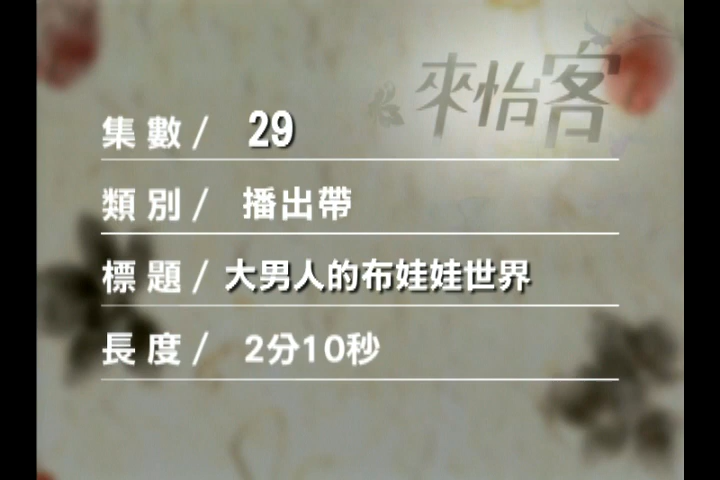 來怡客
集數/ 29
類別/ 播出帶
標題/大男人的布娃娃世界
長度/ 2分10秒